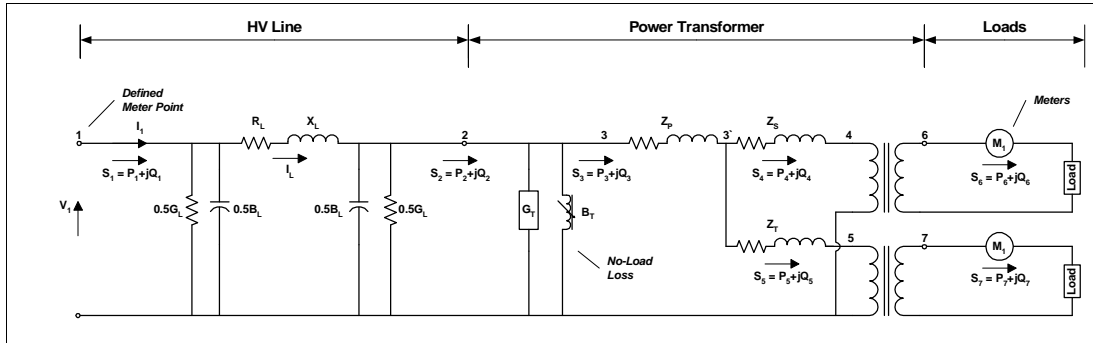 HV Line
Power Transformer
Loads
Defined
Meter Point
Meters
1
I1
RL
XL
2
3
ZP
3`
ZS
4
6
M1
S1 = P1+jQ1
IL
S2 = P2+jQ2
S3 = P3+jQ3
S4 = P4+jQ4
S6 = P6+jQ6
Load
V1
0.5GL
0.5BL
0.5BL
0.5GL
GT
BT
ZT
5
7
M1
No-Load
Loss
S5 = P5+jQ5
S7 = P7+jQ7
Load